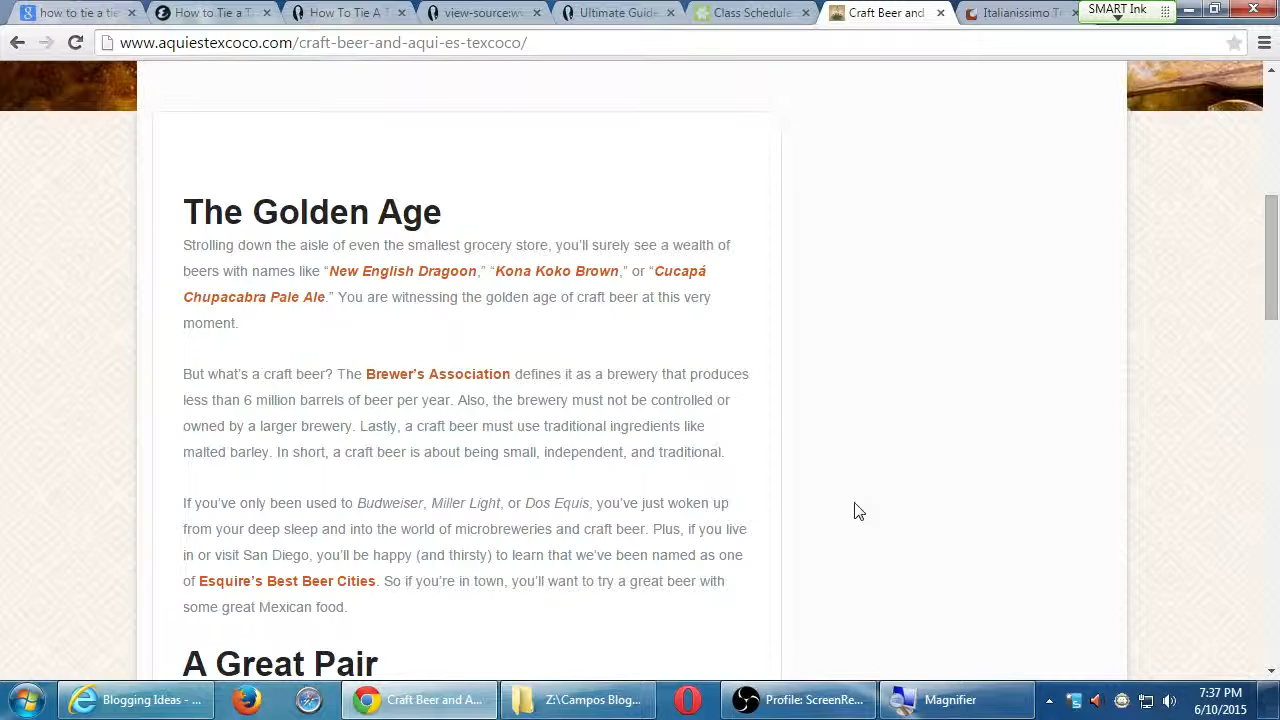 how to tie a tie
How to Tie a T
How To Tie A T
view-source:w
Ultimate Guide
Class Schedule
Craft Beer and
Italianissimo Tr
SMART Ink
www.aquiestexcoco.com/craft-beer-and-aqui-es-texcoco/
The Golden Age
Strolling down the aisle of even the smallest grocery store, you'll surely see a wealth of
beers with names like “New English Dragoon,” “Kona Koko Brown,” or “Cucapá
Chupacabra Pale Ale.” You are witnessing the golden age of craft beer at this very
moment.
But what's a craft beer? The Brewer's Association defines it as a brewery that produces
less than 6 million barrels of beer per year. Also, the brewery must not be controlled or
owned by a larger brewery. Lastly, a craft beer must use traditional ingredients like
malted barley. In short, a craft beer is about being small, independent, and traditional.
If you've only been used to Budweiser, Miller Light, or Dos Equis, you've just woken up
from your deep sleep and into the world of microbreweries and craft beer. Plus, if you live
in or visit San Diego, you'll be happy (and thirsty) to learn that we've been named as one
of Esquire's Best Beer Cities. So if you're in town, you'll want to try a great beer with
some great Mexican food.
A Great Pair
Blogging Ideas - ...
Craft Beer and A...
Z:\Campos Blog...
Profile: ScreenRe...
Magnifier
7:37 PM
6/10/2015